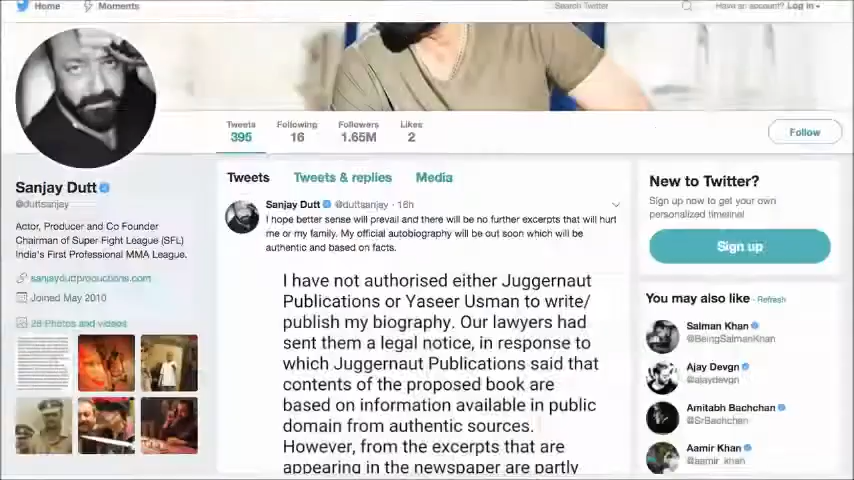 Home
Moments
Search Twitter
Have an account? Log in
Tweets
395
Following
16
Followers
1.65M
Likes
2
Follow
Sanjay Dutt
@duttsanjay
Actor, Producer and Co Founder
Chairman of Super Fight League (SFL)
India's First Professional MMA League.
sanjayduttproductions.com
Joined May 2010
28 Photos and videos
Tweets
Tweets & replies
Media
Sanjay Dutt @duttsanjay · 16h
I hope better sense will prevail and there will be no further excerpts that will hurt
me or my family. My official autobiography will be out soon which will be
authentic and based on facts.
I have not authorised either Juggernaut
Publications or Yaseer Usman to write/
publish my biography. Our lawyers had
sent them a legal notice, in response to
which Juggernaut Publications said that
contents of the proposed book are
based on information available in public
domain from authentic sources.
However, from the excerpts that are
appearing in the newspaper are partly
New to Twitter?
Sign up now to get your own
personalized timeline!
Sign up
You may also like · Refresh
Salman Khan
@BeingSalmanKhan
Ajay Devgn
@ajaydevgn
Amitabh Bachchan
@SrBachchan
Aamir Khan
@aamir_khan